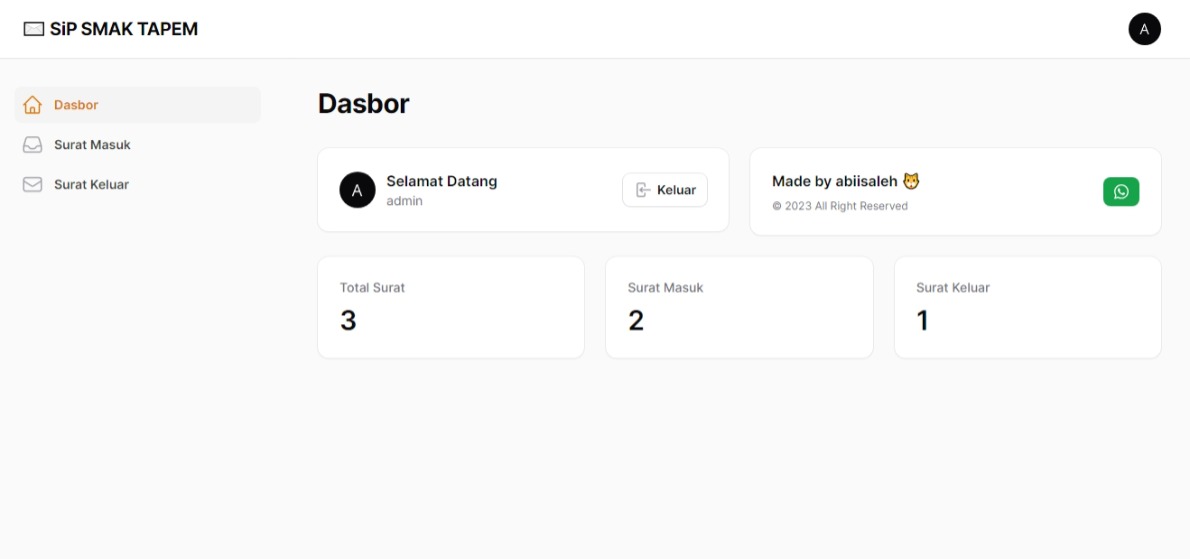 SiP SMAK TAPEM
A
Dasbor
Surat Masuk
Surat Keluar
Dasbor
A
Selamat Datang
admin
Keluar
Made by abiisaleh 🐯
© 2023 All Right Reserved
Total Surat
3
Surat Masuk
2
Surat Keluar
1